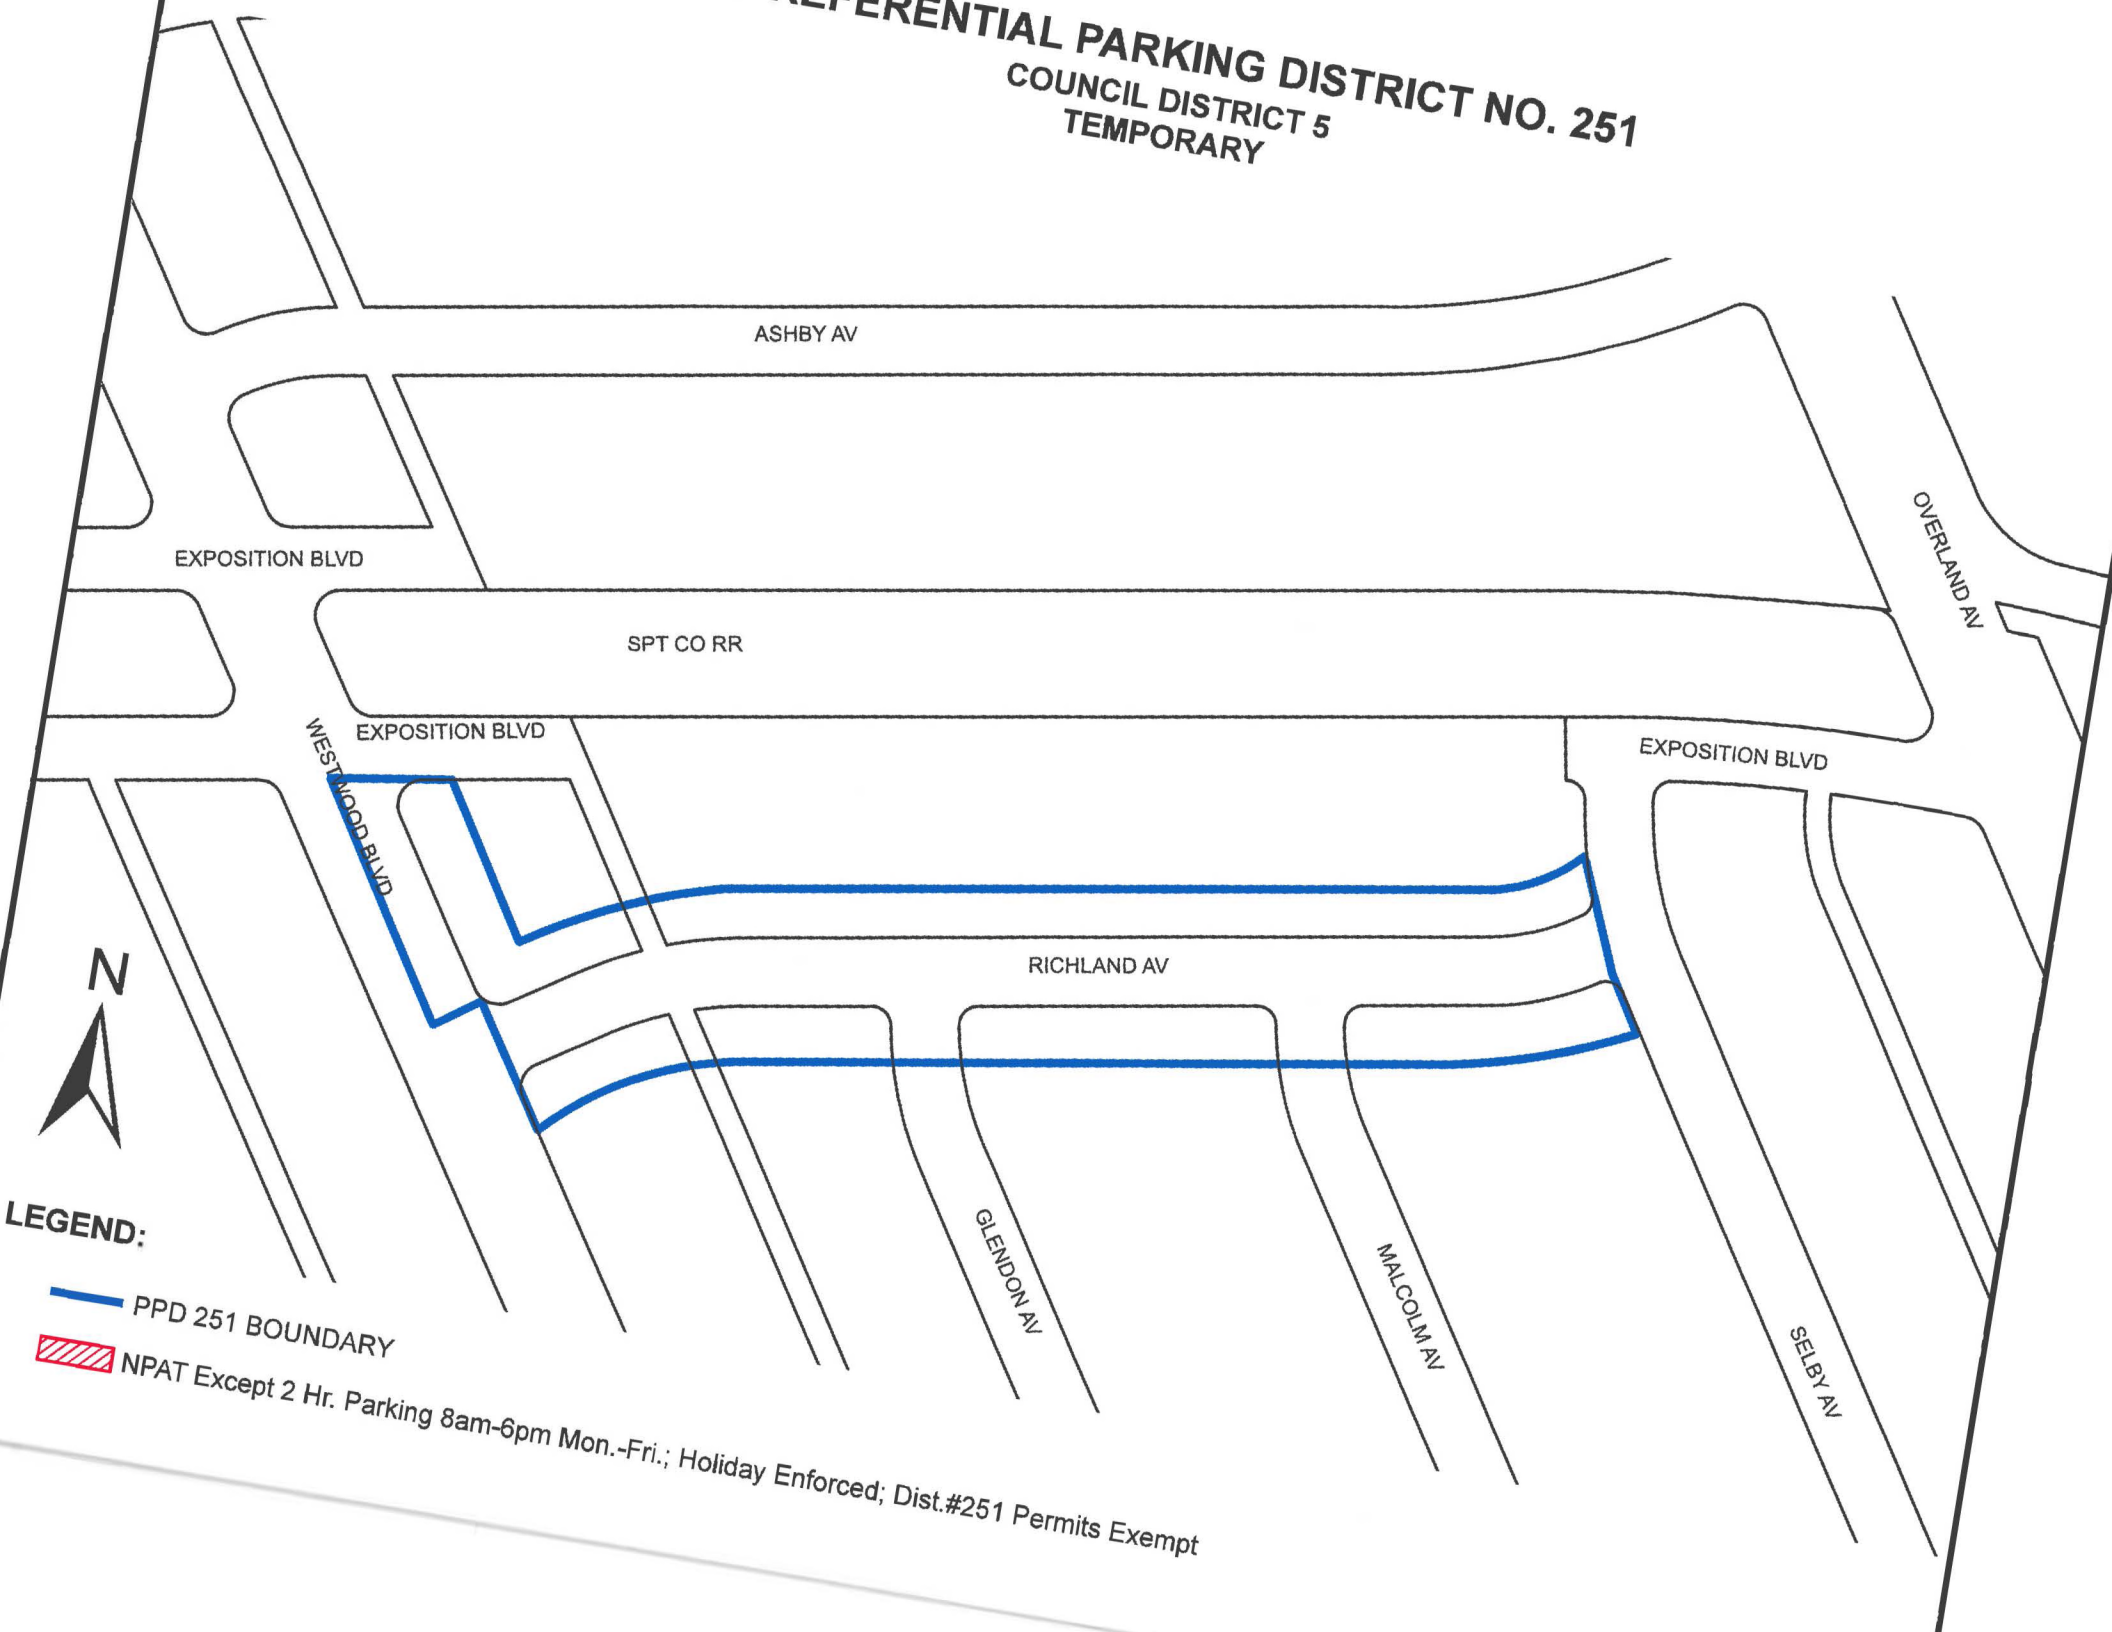 PARKING DISTRICT NO. 251
COUNCIL DISTRICT 5
TEMPORARY
ASHBY AV
OVERLAND AV
EXPOSITION BLVD
SPT CO RR
WESTWOOD BLVD
EXPOSITION BLVD
EXPOSITION BLVD
RICHLAND AV
N
GLENDON AV
MALCOLM AV
SELBY AV
LEGEND:
PPD 251 BOUNDARY
NPAT Except 2 Hr. Parking 8am-6pm Mon.-Fri.; Holiday Enforced; Dist.#251 Permits Exempt